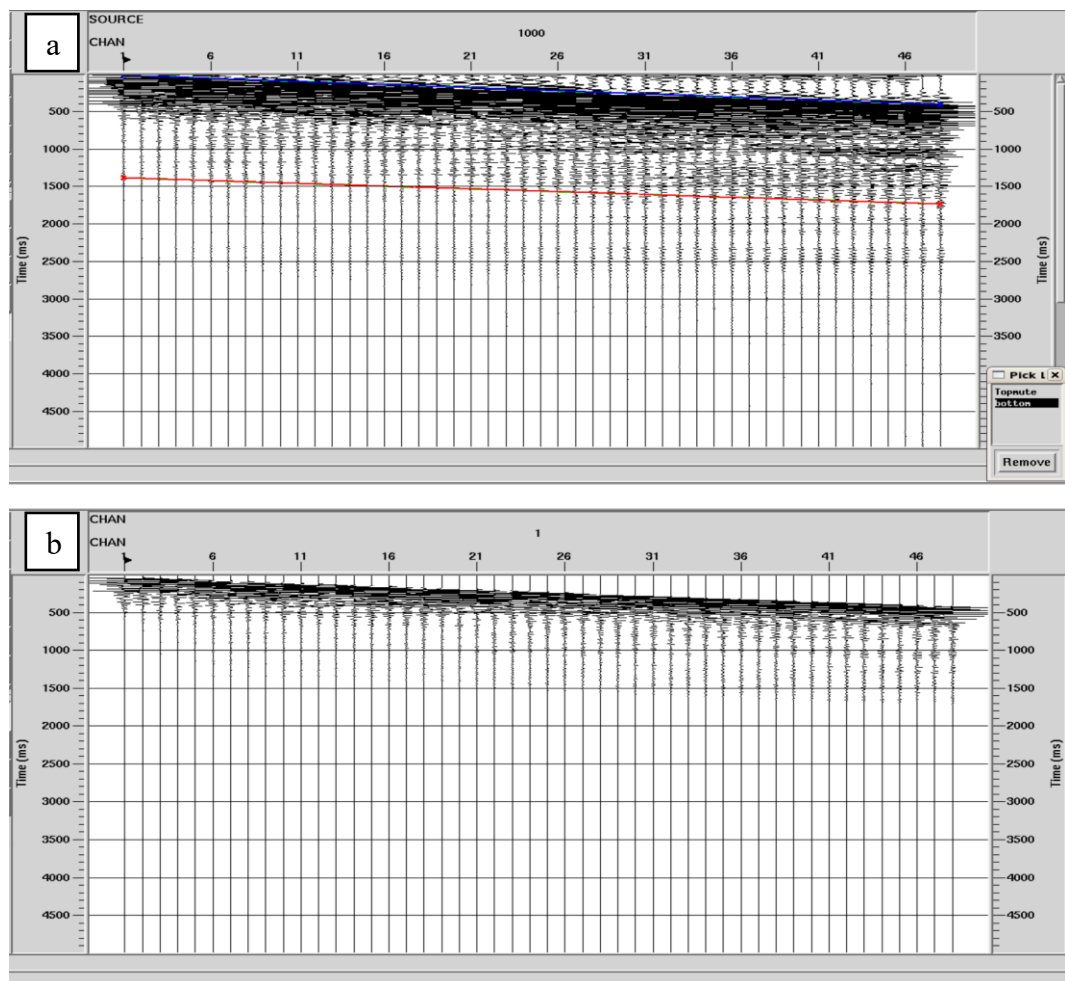 a
SOURCE
1000
CHAN
1 6 11 16 21 26 31 36 41 46
500 500
1000 1000
1500 1500
2000 2000
2500 2500
3000 3000
3500 3500
4000
4500
Time (ms) Time (ms)
Pick L
Topmute
bottom
Remove
b
CHAN
1
CHAN
1 6 11 16 21 26 31 36 41 46
500 500
1000 1000
1500 1500
2000 2000
2500 2500
3000 3000
3500 3500
4000 4000
4500 4500
Time (ms) Time (ms)